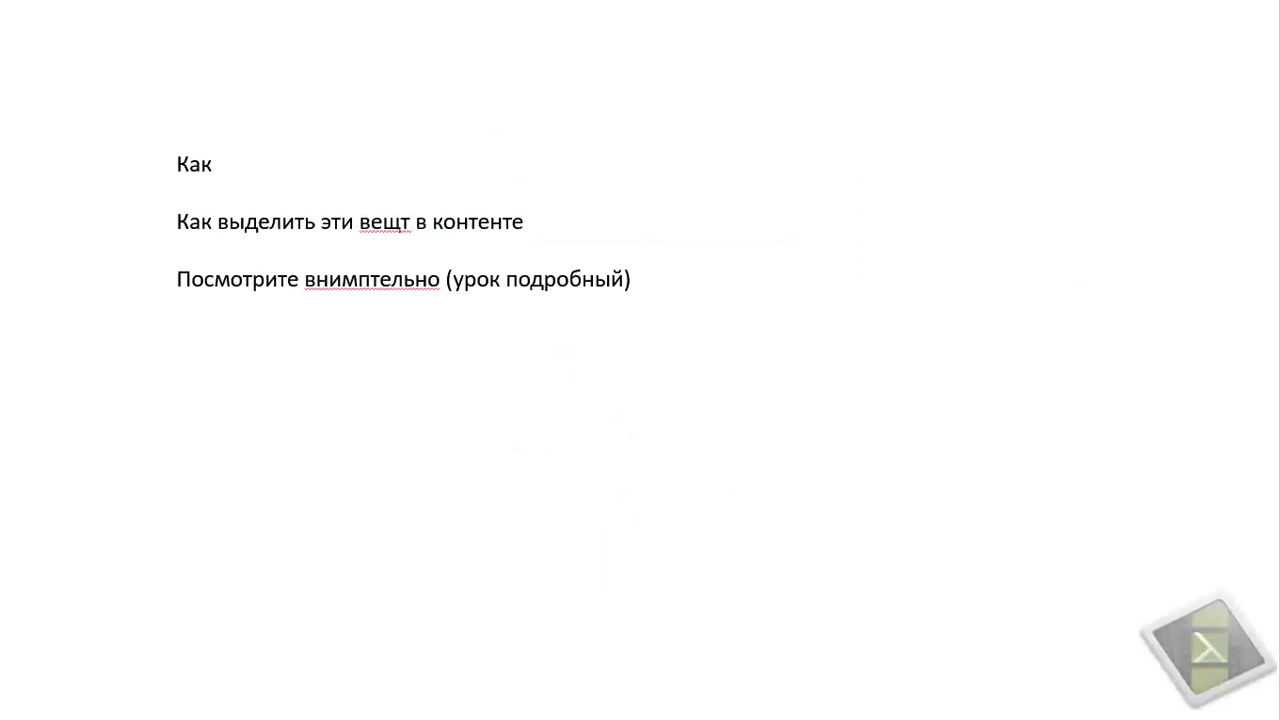 Как
Как выделить эти вещт в контенте
Посмотрите внимптельно (урок подробный)